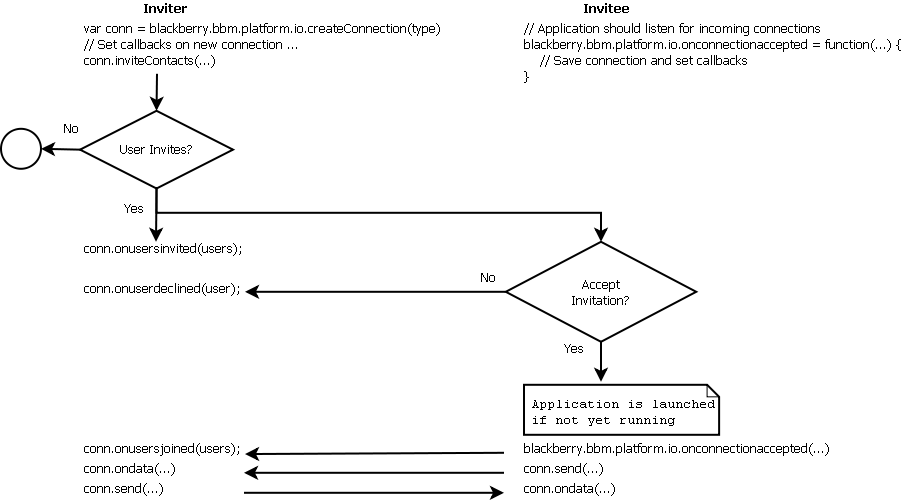 Inviter
Invitee
var conn = blackberry.bbm.platform.io.createConnection(type)
// Set callbacks on new connection ...
conn.inviteContacts(...)
// Application should listen for incoming connections
blackberry.bbm.platform.io.onconnectionaccepted = function(...) {
// Save connection and set callbacks
}
No
User Invites?
Yes
conn.onusersinvited(users);
conn.onuserdeclined(user);
No
Accept
Invitation?
Yes
Application is launched
if not yet running
conn.onusersjoined(users);
blackberry.bbm.platform.io.onconnectionaccepted(...)
conn.ondata(...)
conn.send(...)
conn.send(...)
conn.ondata(...)